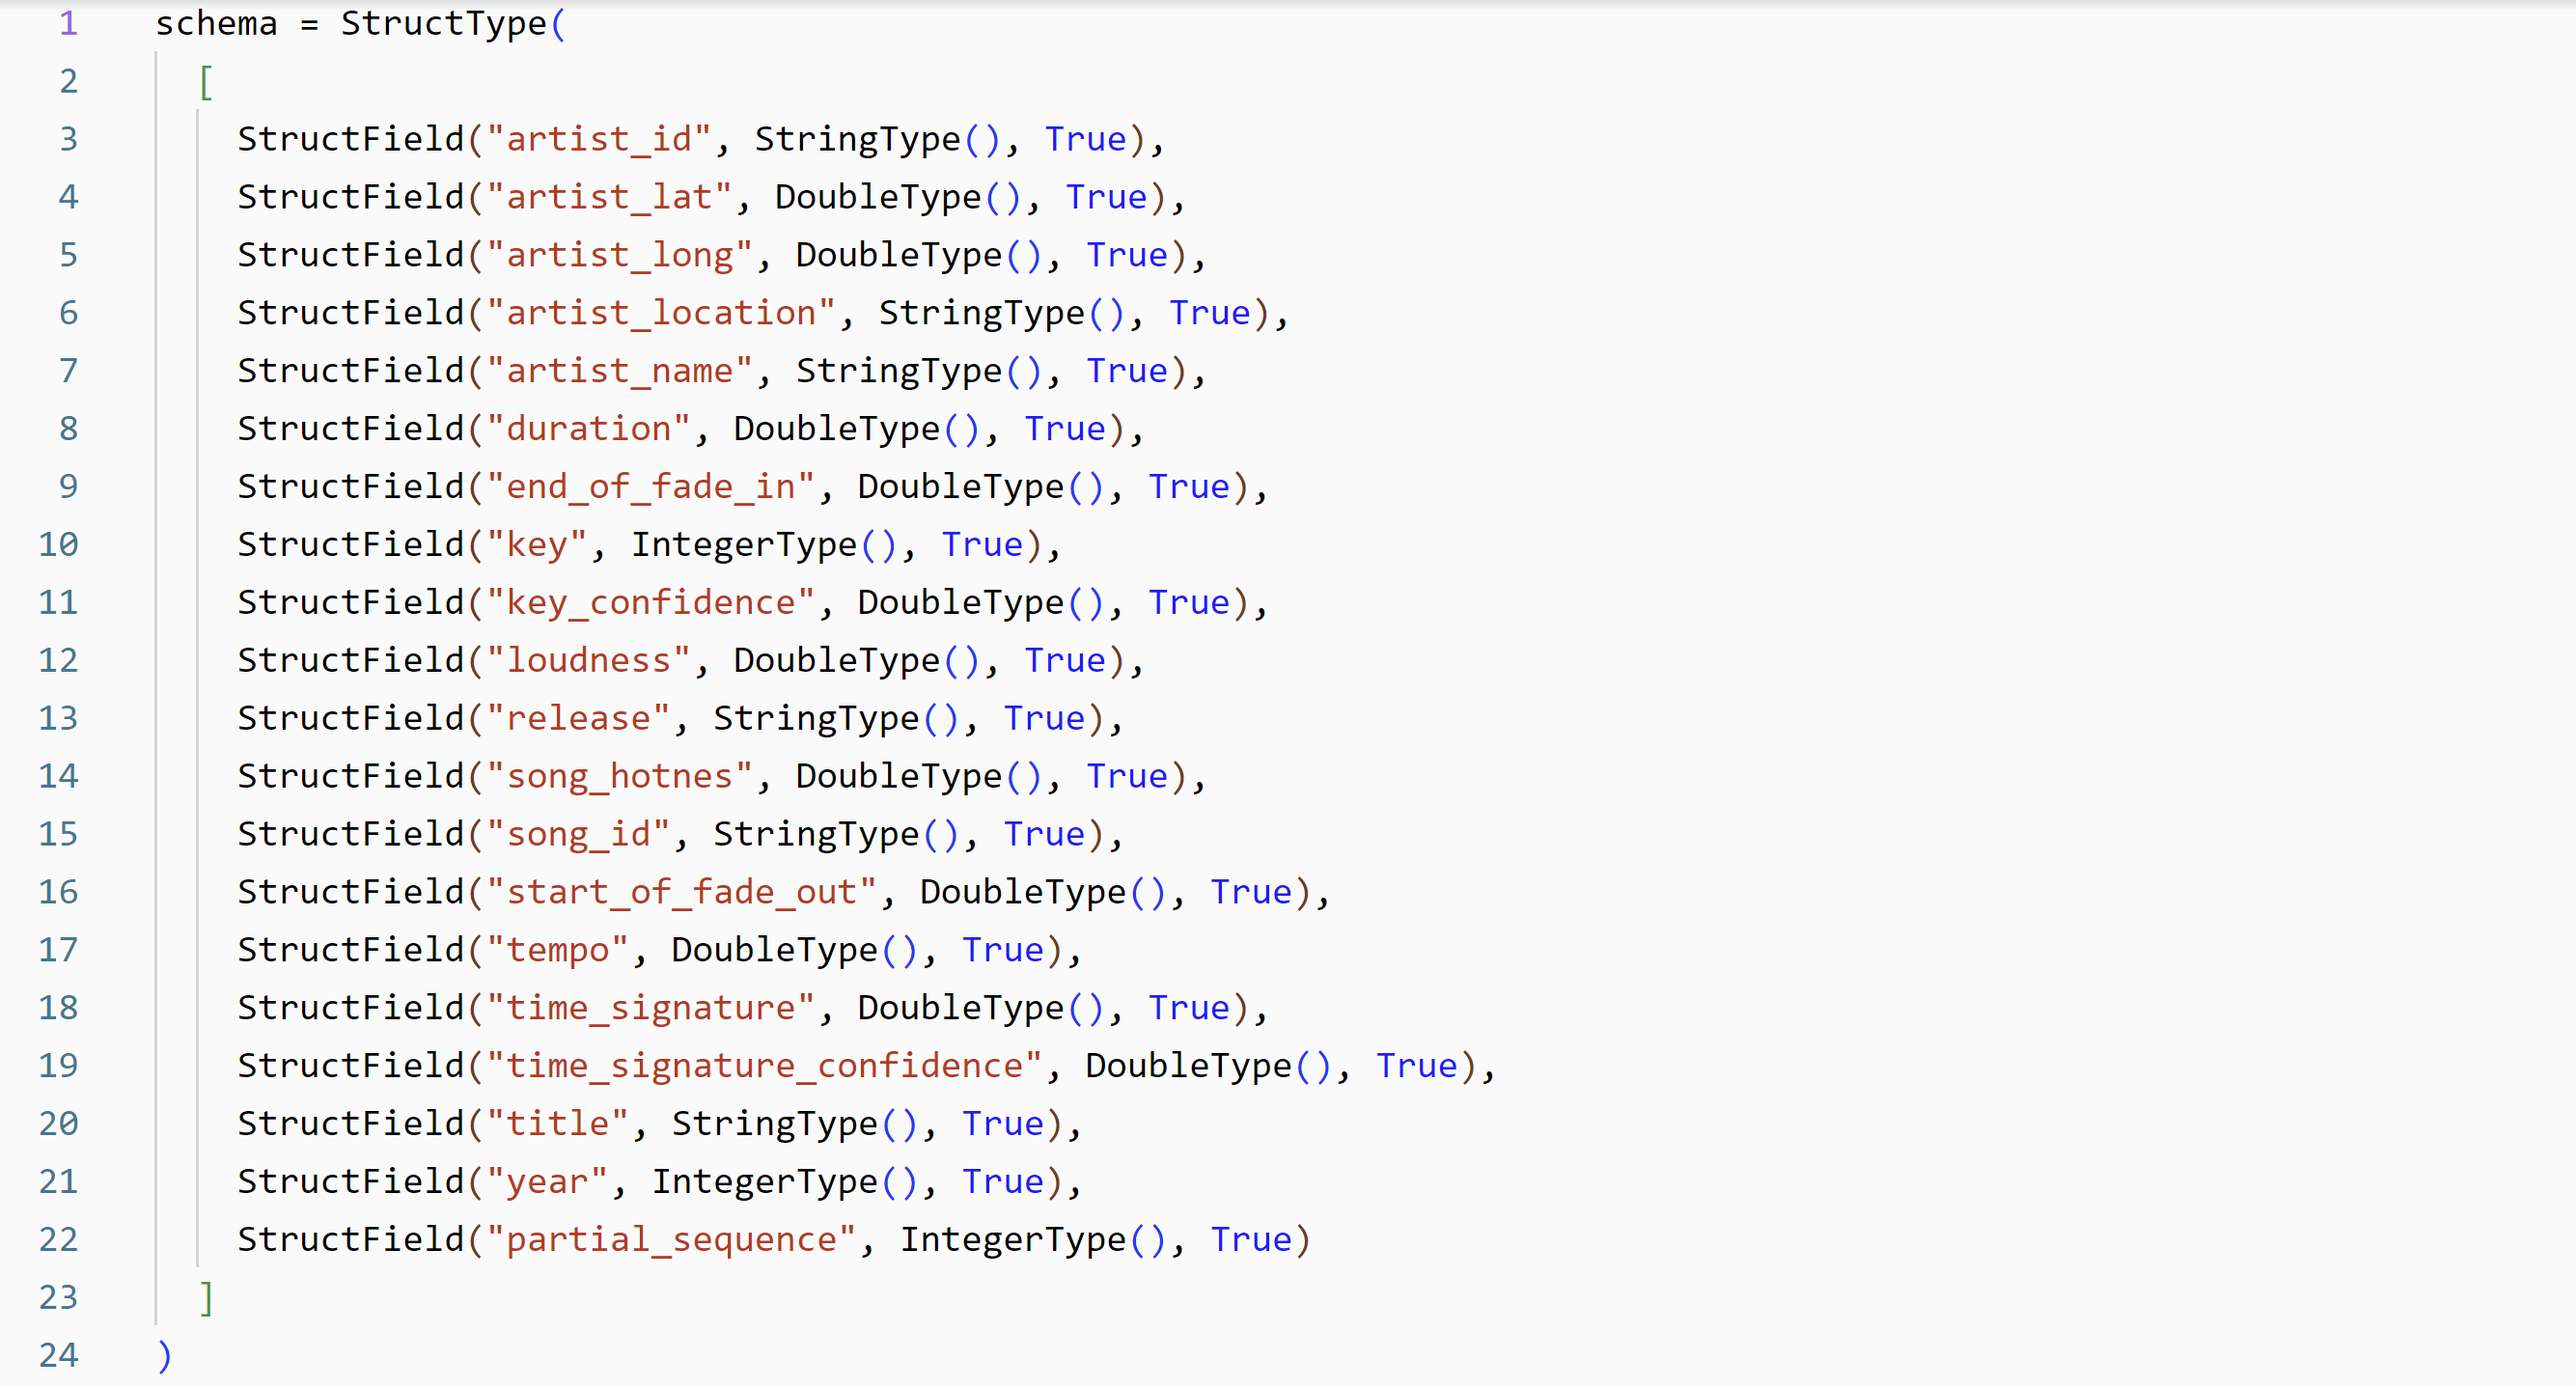 1 schema = StructType(
2 [
3 StructField("artist_id", StringType(), True),
4 StructField("artist_lat", DoubleType(), True),
5 StructField("artist_long", DoubleType(), True),
6 StructField("artist_location", StringType(), True),
7 StructField("artist_name", StringType(), True),
8 StructField("duration", DoubleType(), True),
9 StructField("end_of_fade_in", DoubleType(), True),
10 StructField("key", IntegerType(), True),
11 StructField("key_confidence", DoubleType(), True),
12 StructField("loudness", DoubleType(), True),
13 StructField("release", StringType(), True),
14 StructField("song_hotnes", DoubleType(), True),
15 StructField("song_id", StringType(), True),
16 StructField("start_of_fade_out", DoubleType(), True),
17 StructField("tempo", DoubleType(), True),
18 StructField("time_signature", DoubleType(), True),
19 StructField("time_signature_confidence", DoubleType(), True),
20 StructField("title", StringType(), True),
21 StructField("year", IntegerType(), True),
22 StructField("partial_sequence", IntegerType(), True)
23 ]
24 )